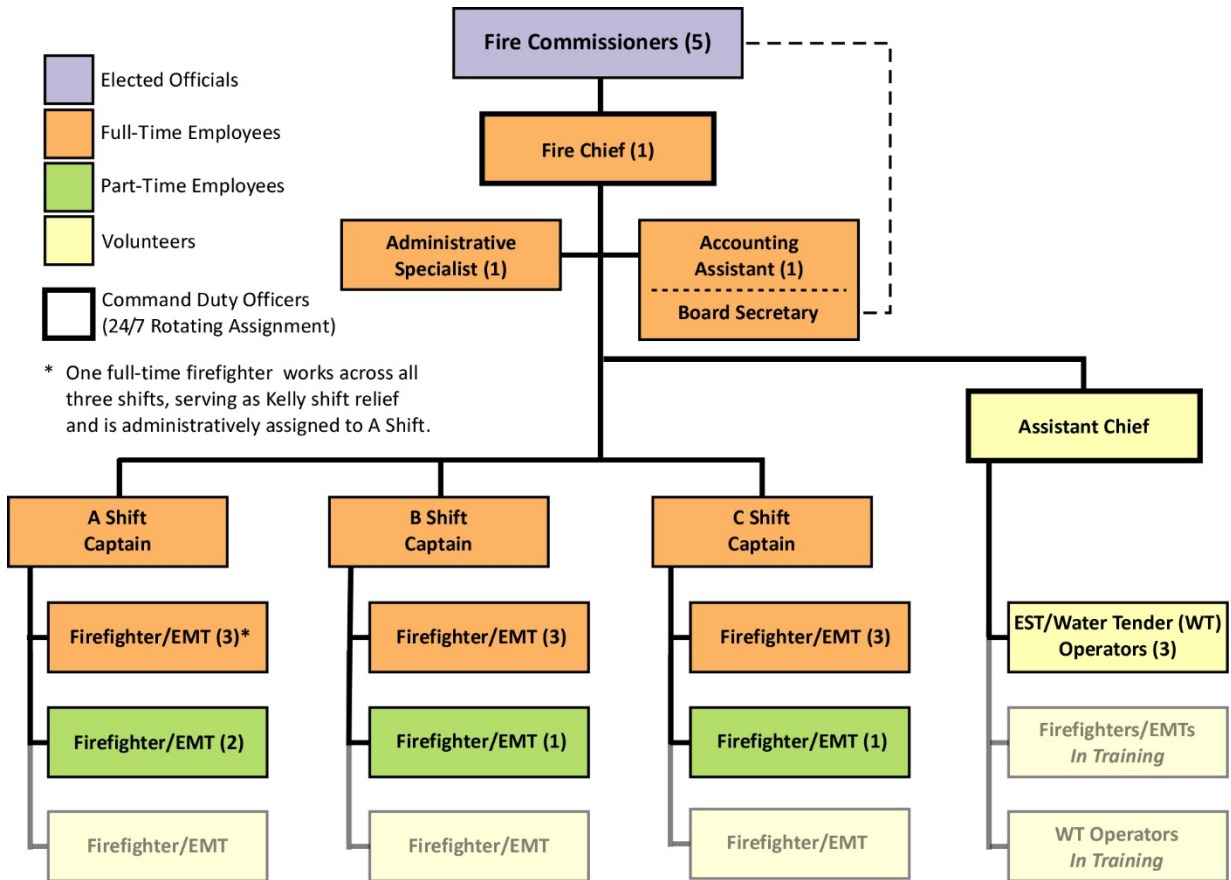 Fire Commissioners (5)
Elected Officials
Full-Time Employees
Part-Time Employees
Volunteers
Command Duty Officers
(24/7 Rotating Assignment)
* One full-time firefighter works across all
three shifts, serving as Kelly shift relief
and is administratively assigned to A Shift.
Fire Chief (1)
Administrative
Specialist (1)
Accounting
Assistant (1)
Board Secretary
Assistant Chief
A Shift
Captain
B Shift
Captain
C Shift
Captain
Firefighter/EMT (3)*
Firefighter/EMT (3)
Firefighter/EMT (3)
EST/Water Tender (WT)
Operators (3)
Firefighter/EMT (2)
Firefighter/EMT (1)
Firefighter/EMT (1)
Firefighters/EMTs
In Training
Firefighter/EMT
Firefighter/EMT
Firefighter/EMT
WT Operators
In Training